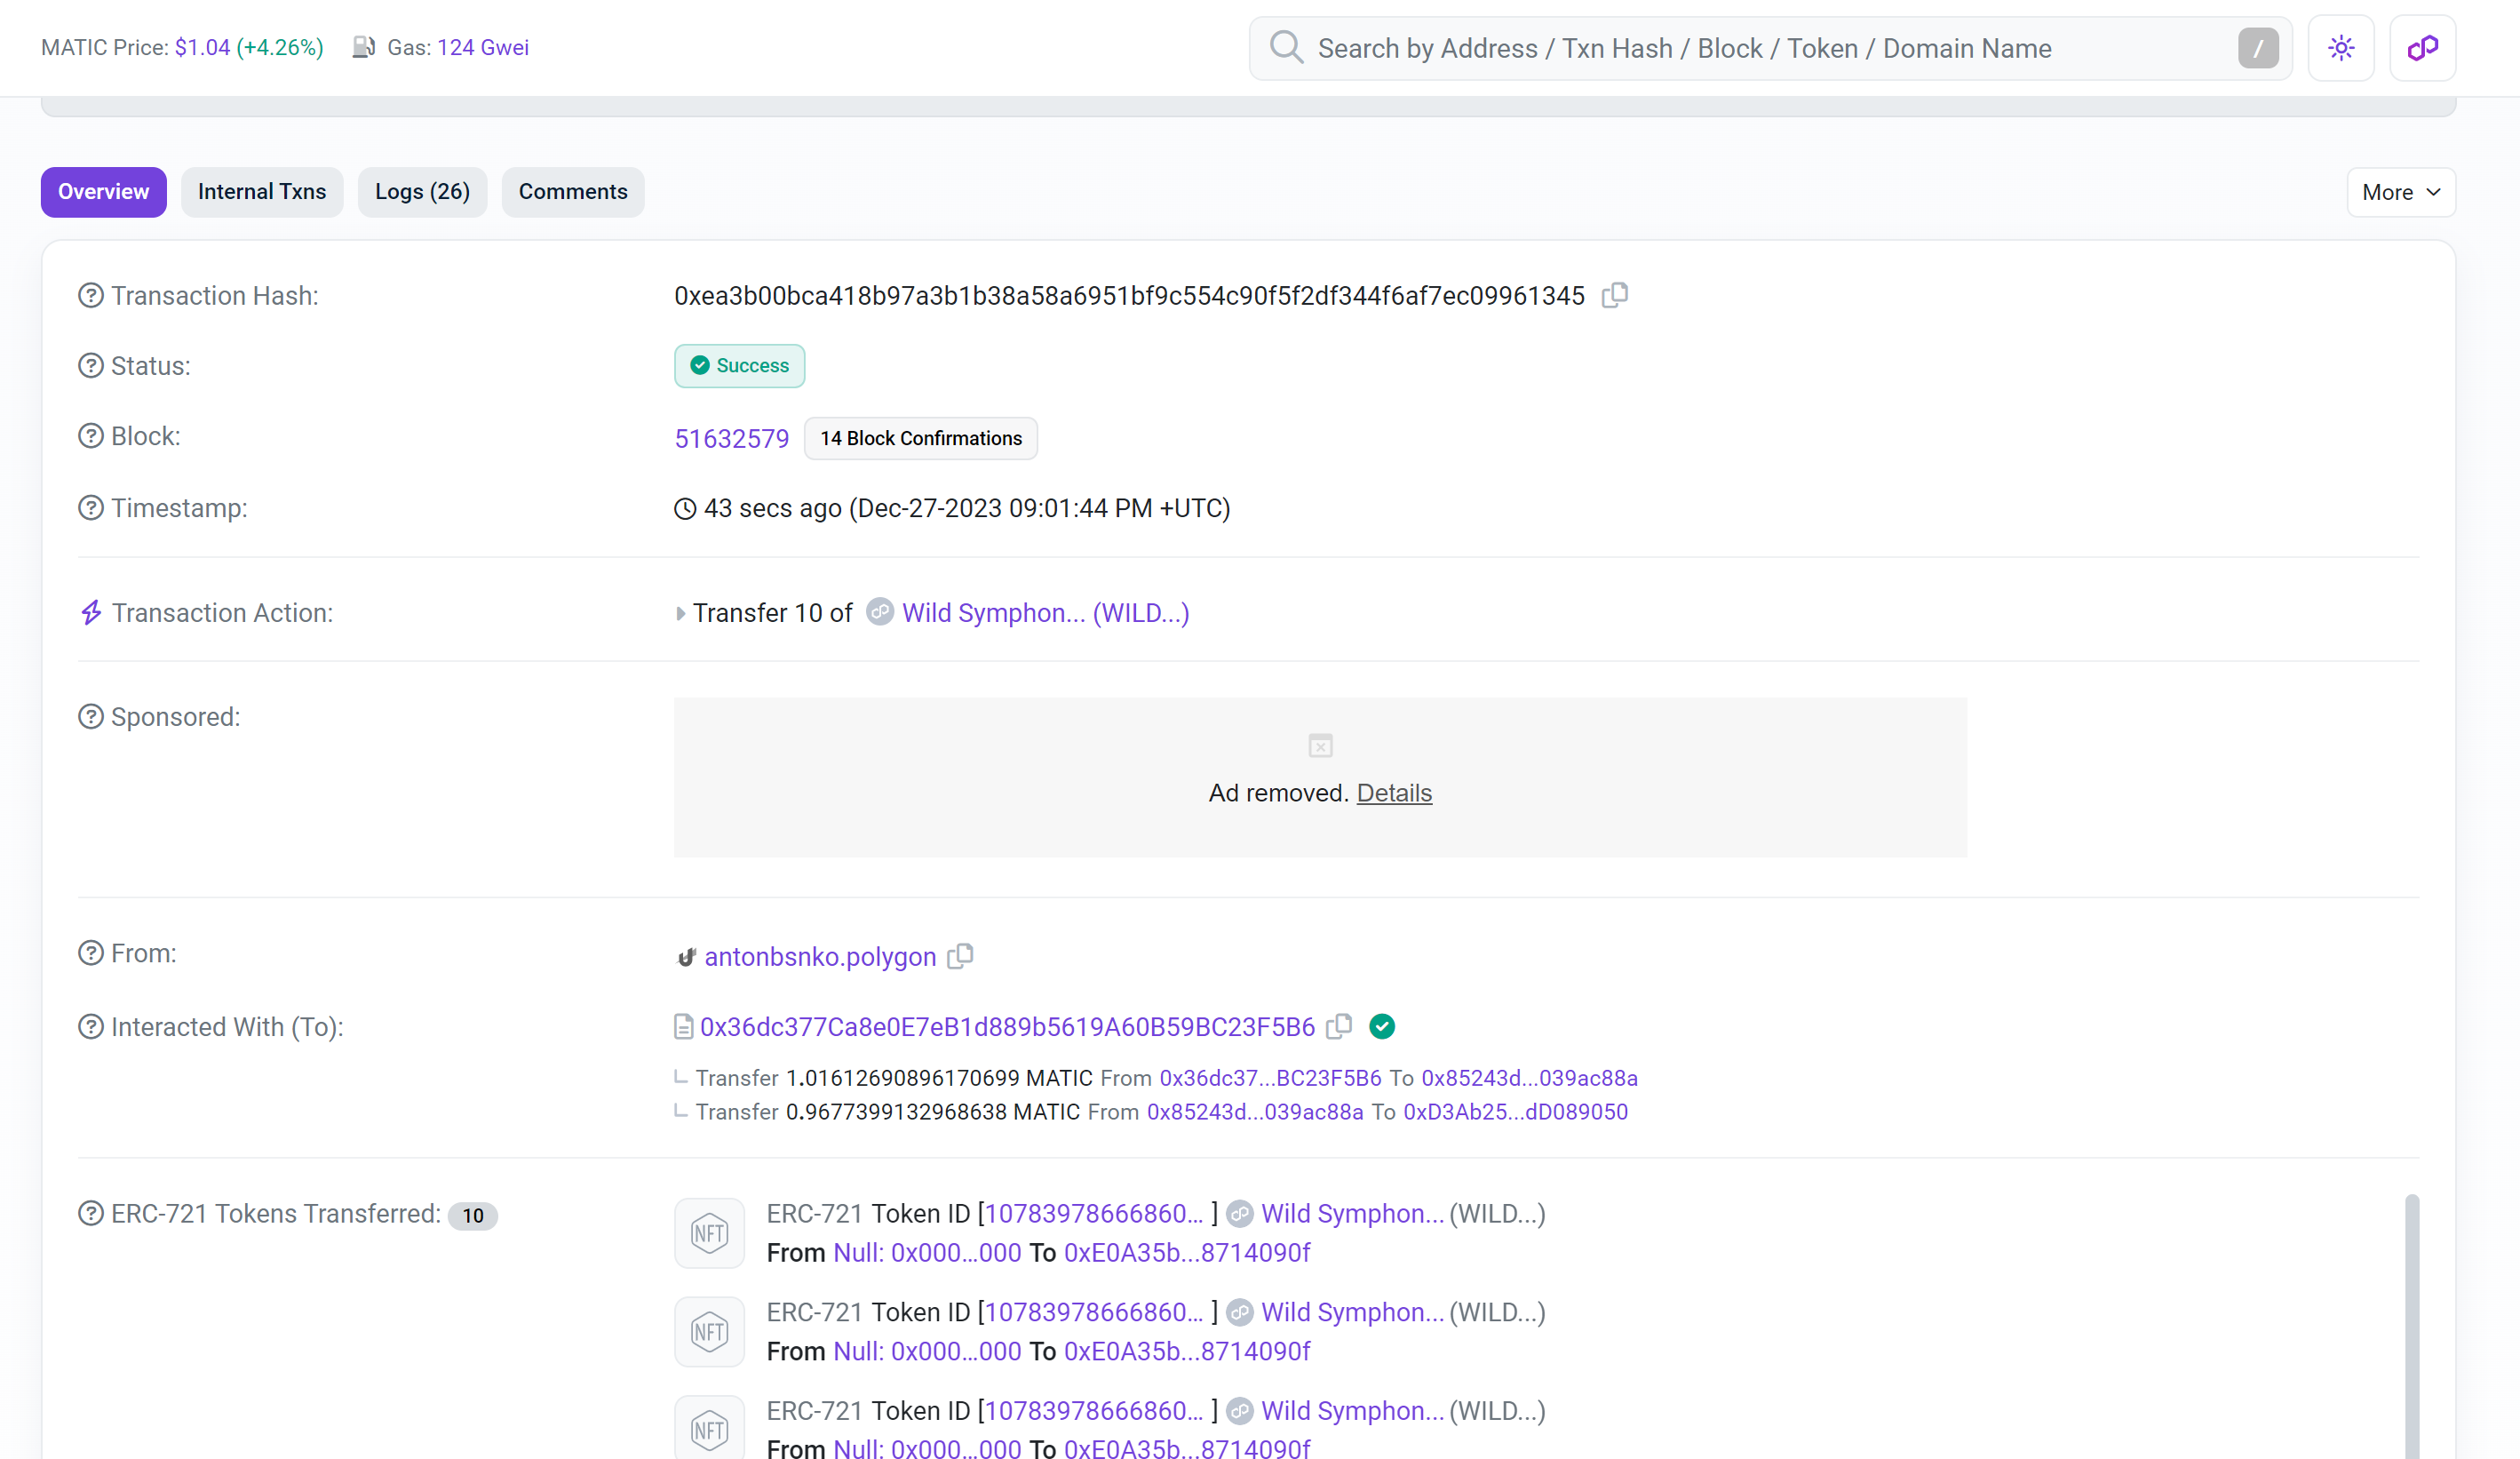 MATIC Price: $1.04 (+4.26%) Gas: 124 Gwei
Search by Address / Txn Hash / Block / Token / Domain Name /
Overview Internal Txns Logs (26) Comments More
Transaction Hash: 0xea3b00bca418b97a3b1b38a58a6951bf9c554c90f5f2df344f6af7ec09961345
Status: Success
Block: 51632579 14 Block Confirmations
Timestamp: 43 secs ago (Dec-27-2023 09:01:44 PM +UTC)
Transaction Action: Transfer 10 of Wild Symphon... (WILD...)
Sponsored:
Ad removed. Details
From: antonbsnko.polygon
Interacted With (To): 0x36dc377Ca8e0E7eB1d889b5619A60B59BC23F5B6
Transfer 1.01612690896170699 MATIC From 0x36dc37...BC23F5B6 To 0x85243d...039ac88a
Transfer 0.9677399132968638 MATIC From 0x85243d...039ac88a To 0xD3Ab25...dD089050
ERC-721 Tokens Transferred: 10
NFT ERC-721 Token ID [10783978666860... ] Wild Symphon... (WILD...)
From Null: 0x000...000 To 0xE0A35b...8714090f
NFT ERC-721 Token ID [10783978666860... ] Wild Symphon... (WILD...)
From Null: 0x000...000 To 0xE0A35b...8714090f
NFT ERC-721 Token ID [10783978666860... ] Wild Symphon... (WILD...)
From Null: 0x000...000 To 0xE0A35b...8714090f